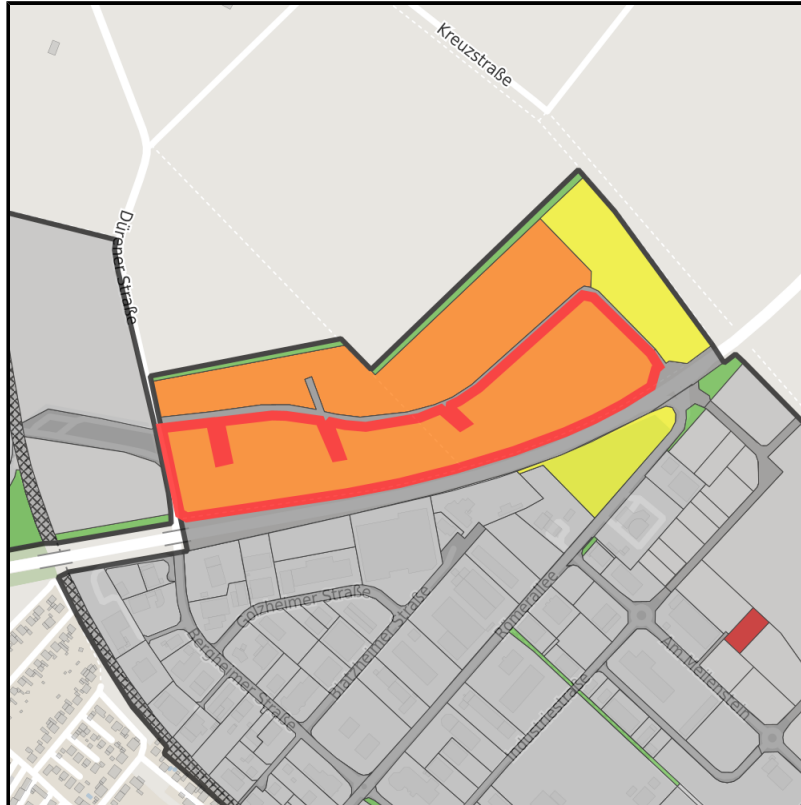 Kreuzstraße
Dürener Straße
Golzheimer Straße
Blatzheimer Straße
Römerallee
Bergheimer Straße
Am Meilenstein
Industriestraße